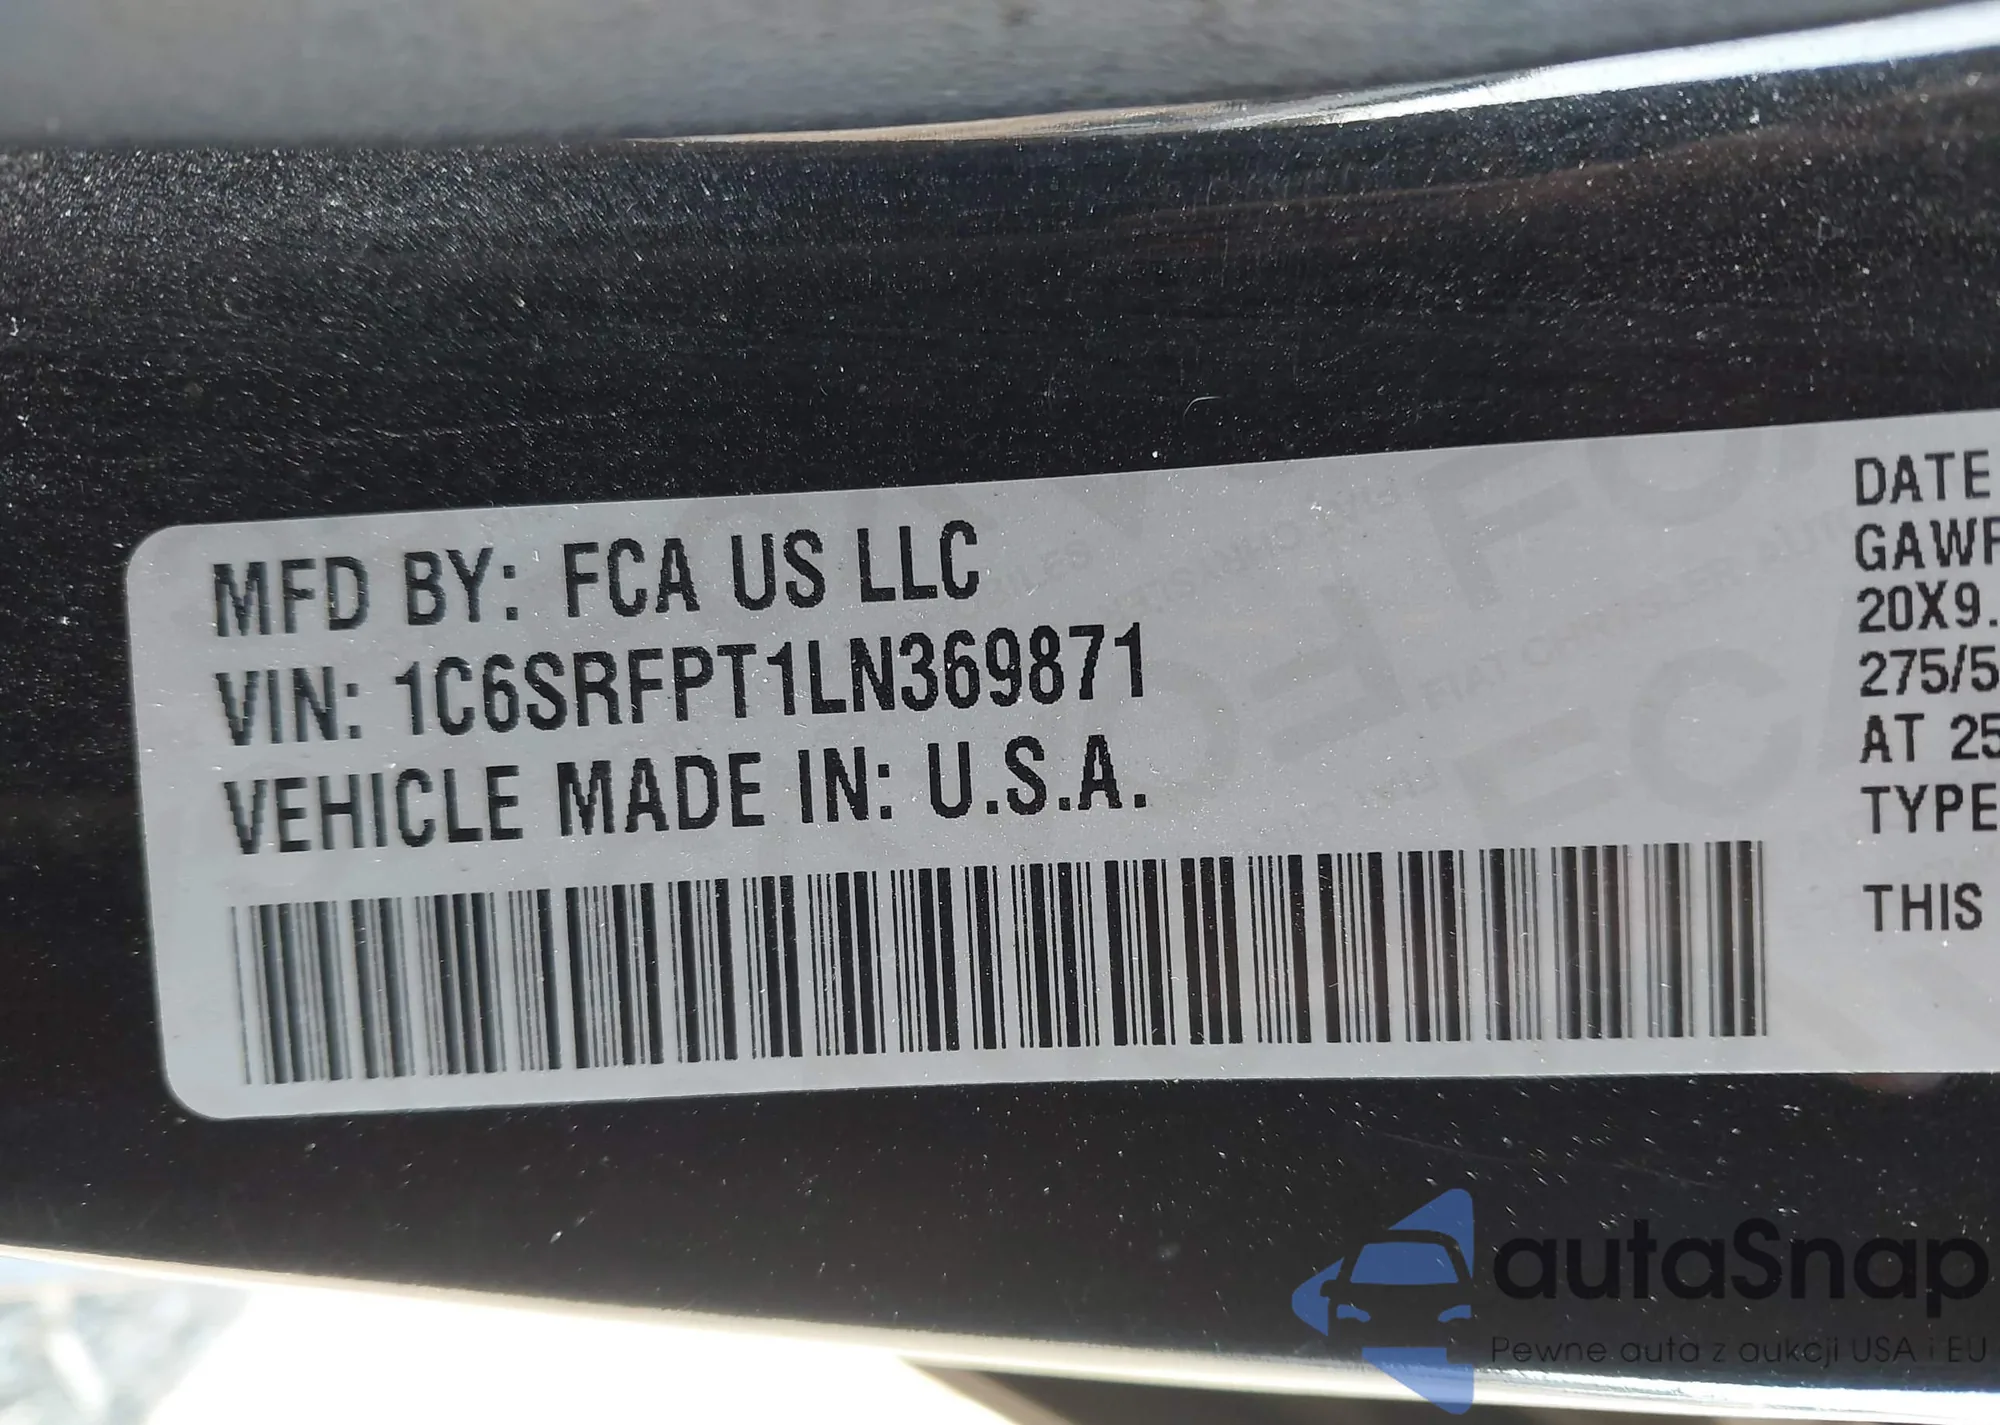 MFD BY: FCA US LLC
VIN: 1C6SRFPT1LN369871
VEHICLE MADE IN: U.S.A.
DATE
GAWR
20X9.
275/5
AT 25
TYPE
THIS
autaSnap
Pewne auta z aukcji USA i EU